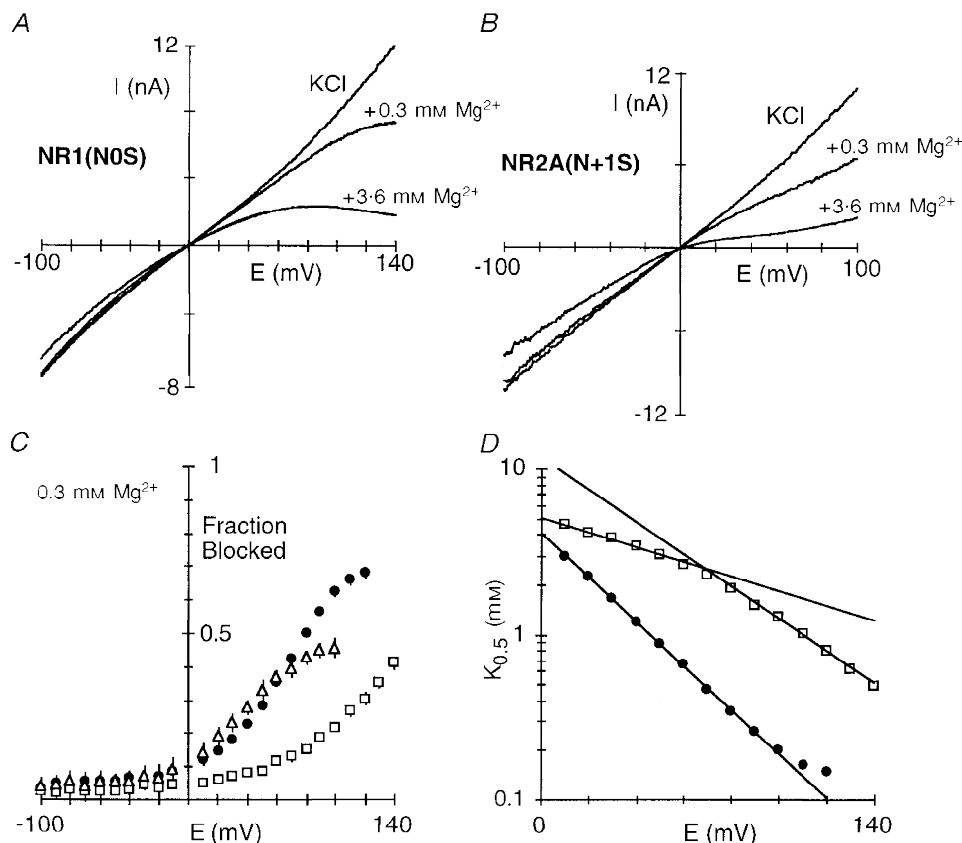 A
12
I (nA)
KCl
+0.3 mM Mg2+
NR1(N0S)
+3·6 mM Mg2+
-100
E (mV)
140
-8
B
12
I (nA)
KCl
+0.3 mM Mg2+
NR2A(N+1S)
+3·6 mM Mg2+
-100
E (mV)
100
-12
C
1
0.3 mM Mg2+
Fraction
Blocked
0.5
-100
E (mV)
140
D
10
K0.5 (mM)
1
0.1
0
E (mV)
140